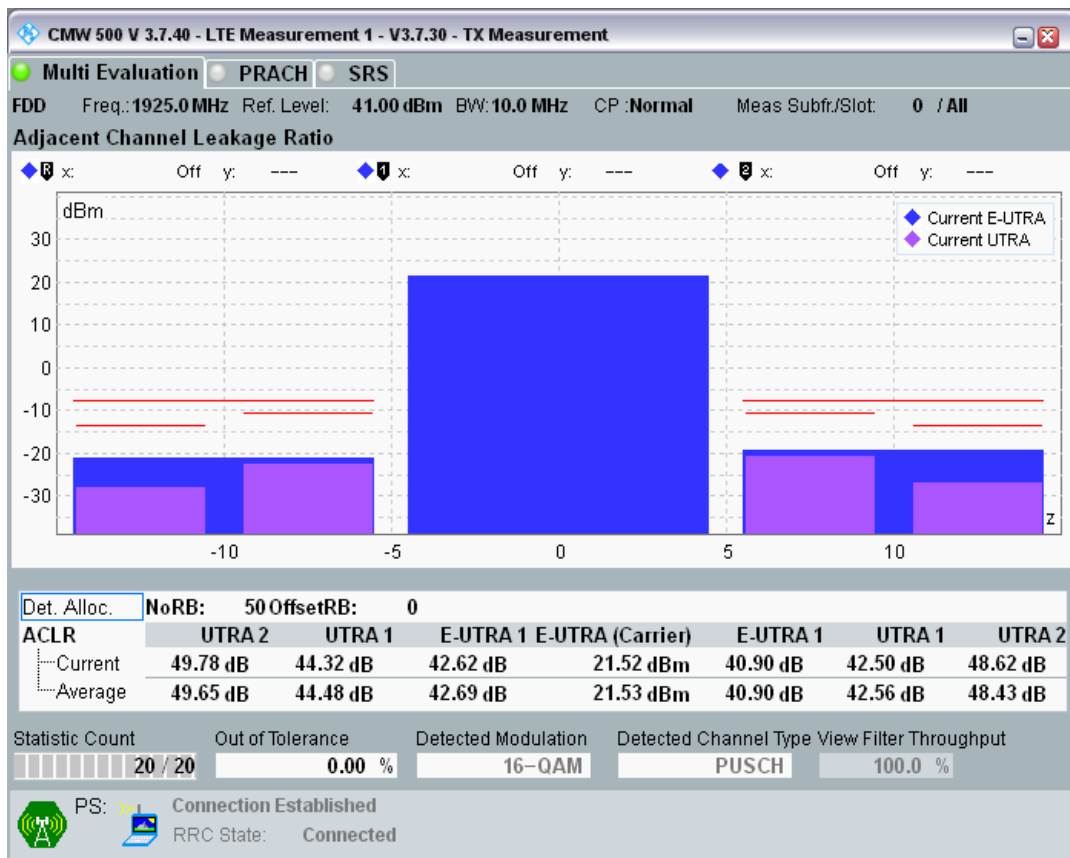 CMW 500 V 3.7.40 - LTE Measurement 1 - V3.7.30 - TX Measurement
Multi Evaluation PRACH SRS
FDD Freq.: 1925.0 MHz Ref. Level: 41.00 dBm BW: 10.0 MHz CP :Normal Meas Subfr./Slot: 0 / All
Adjacent Channel Leakage Ratio
R x: Off y: --- 1 x: Off y: --- 2 x: Off y: ---
dBm
Current E-UTRA
Current UTRA
30
20
10
0
-10
-20
-30
z
-10 -5 0 5 10
Det. Alloc. NoRB: 50 OffsetRB: 0
ACLR UTRA 2 UTRA 1 E-UTRA 1 E-UTRA (Carrier) E-UTRA 1 UTRA 1 UTRA 2
Current 49.78 dB 44.32 dB 42.62 dB 21.52 dBm 40.90 dB 42.50 dB 48.62 dB
Average 49.65 dB 44.48 dB 42.69 dB 21.53 dBm 40.90 dB 42.56 dB 48.43 dB
Statistic Count Out of Tolerance Detected Modulation Detected Channel Type View Filter Throughput
20 / 20 0.00 % 16-QAM PUSCH 100.0 %
PS: Connection Established
RRC State: Connected